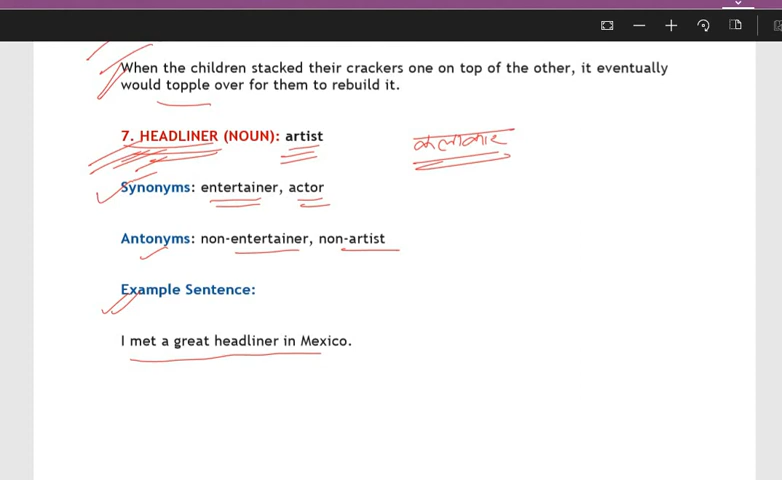 When the children stacked their crackers one on top of the other, it eventually
would topple over for them to rebuild it.
7. HEADLINER (NOUN): artist
कलाकार
Synonyms: entertainer, actor
Antonyms: non-entertainer, non-artist
Example Sentence:
I met a great headliner in Mexico.